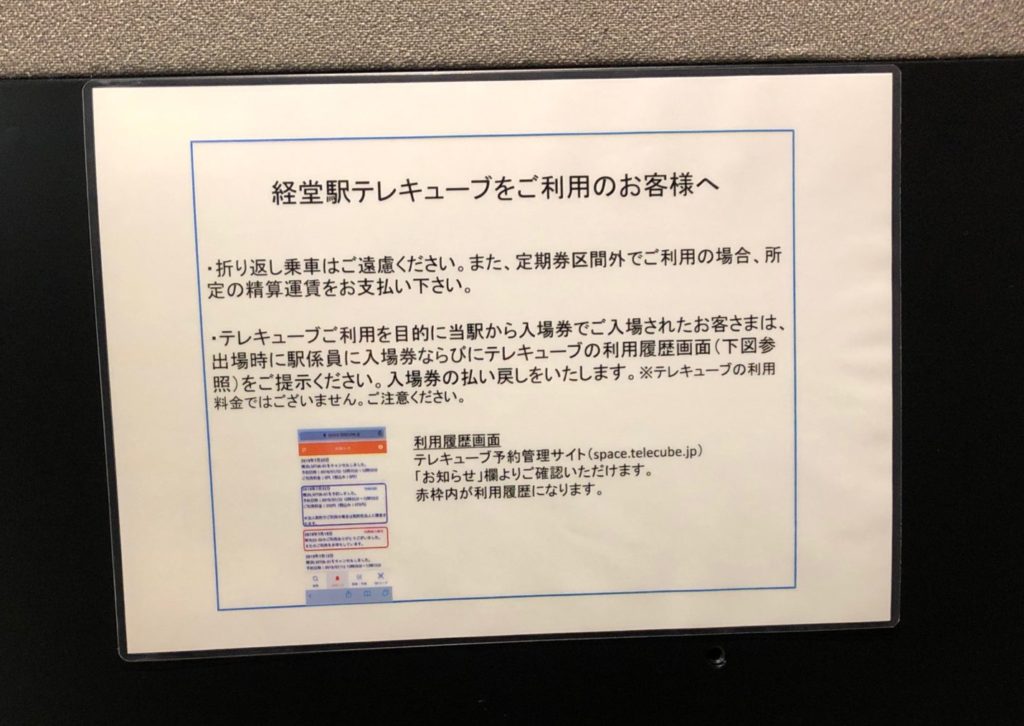 経堂駅テレキューブをご利用のお客様へ
・折り返し乗車はご遠慮ください。また、定期券区間外でご利用の場合、所
定の精算運賃をお支払い下さい。
・テレキューブご利用を目的に当駅から入場券でご入場されたお客さまは、
出場時に駅係員に入場券ならびにテレキューブの利用履歴画面(下図参
照)をご提示ください。入場券の払い戻しをいたします。※テレキューブの利用
料金ではございません。ご注意ください。
利用履歴画面
テレキューブ予約管理サイト(space.telecube.jp)
「お知らせ」欄よりご確認いただけます。
赤枠内が利用履歴になります。